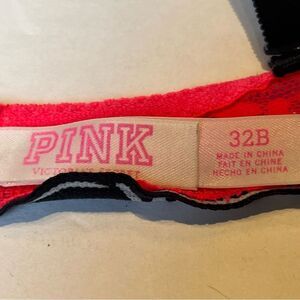 PINK
VICTORIA'S SECRET
32B
MADE IN CHINA
FAIT EN CHINE
HECHO EN CHINA